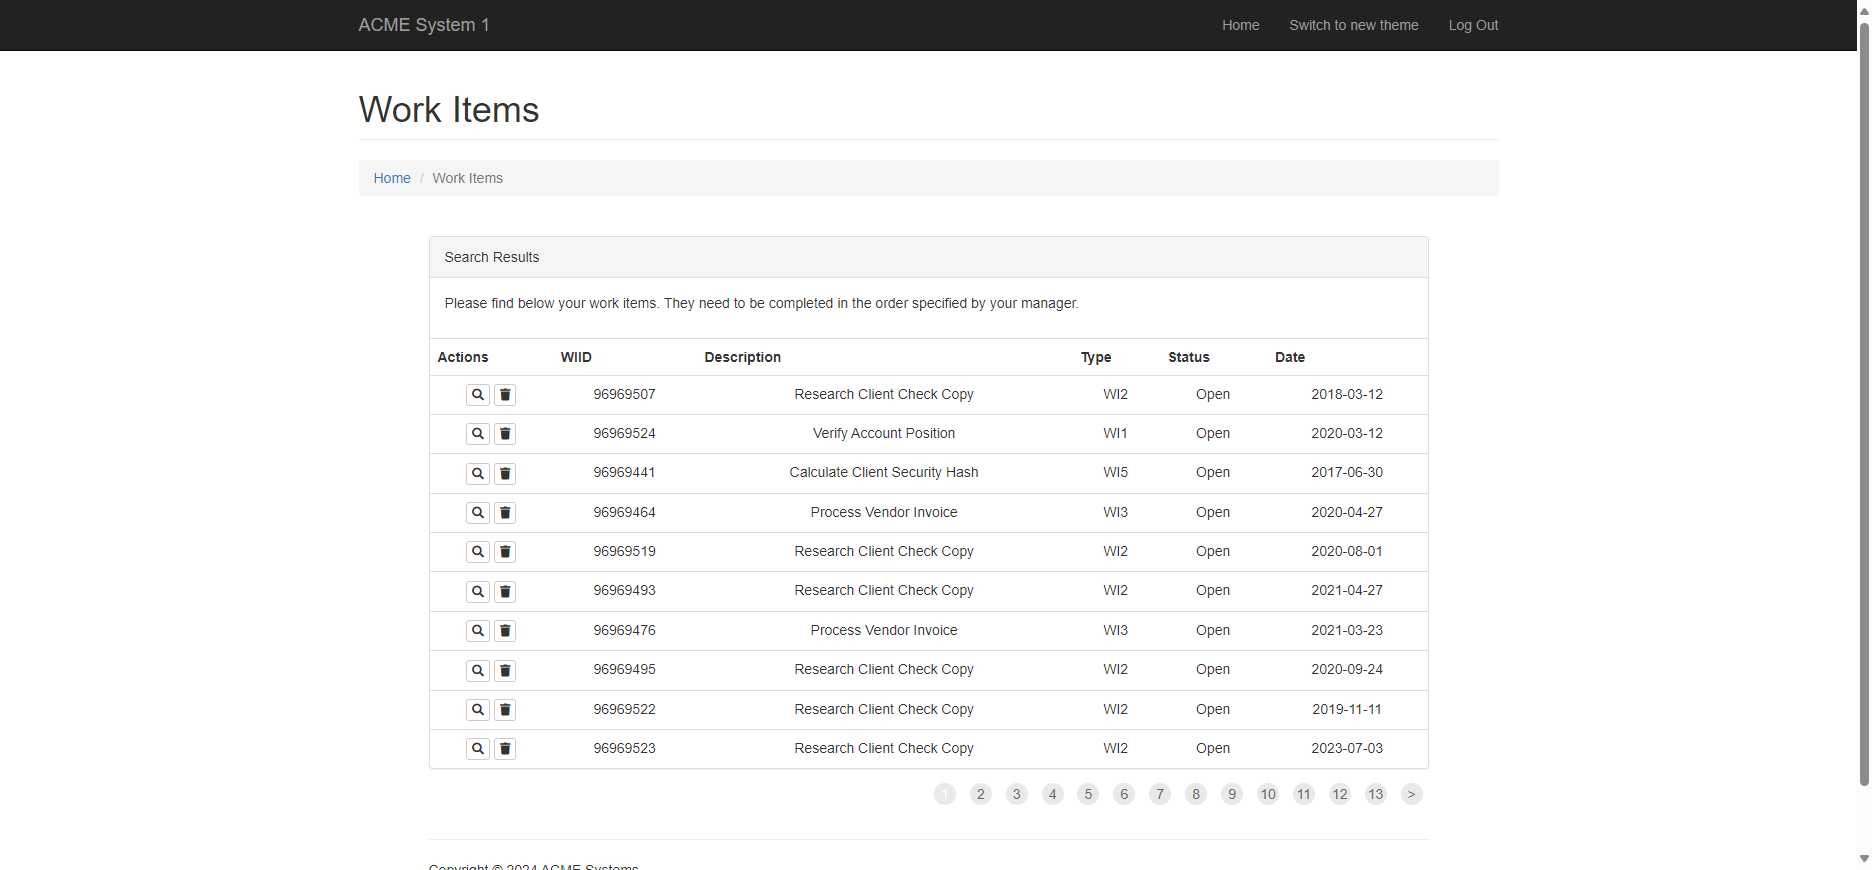 ACME System 1 Home Switch to new theme Log Out
Work Items
Home / Work Items
Search Results
Please find below your work items. They need to be completed in the order specified by your manager.
Actions WIID Description Type Status Date
96969507 Research Client Check Copy WI2 Open 2018-03-12
96969524 Verify Account Position WI1 Open 2020-03-12
96969441 Calculate Client Security Hash WI5 Open 2017-06-30
96969464 Process Vendor Invoice WI3 Open 2020-04-27
96969519 Research Client Check Copy WI2 Open 2020-08-01
96969493 Research Client Check Copy WI2 Open 2021-04-27
96969476 Process Vendor Invoice WI3 Open 2021-03-23
96969495 Research Client Check Copy WI2 Open 2020-09-24
96969522 Research Client Check Copy WI2 Open 2019-11-11
96969523 Research Client Check Copy WI2 Open 2023-07-03
1 2 3 4 5 6 7 8 9 10 11 12 13 >
Copyright © 2024 ACME Systems